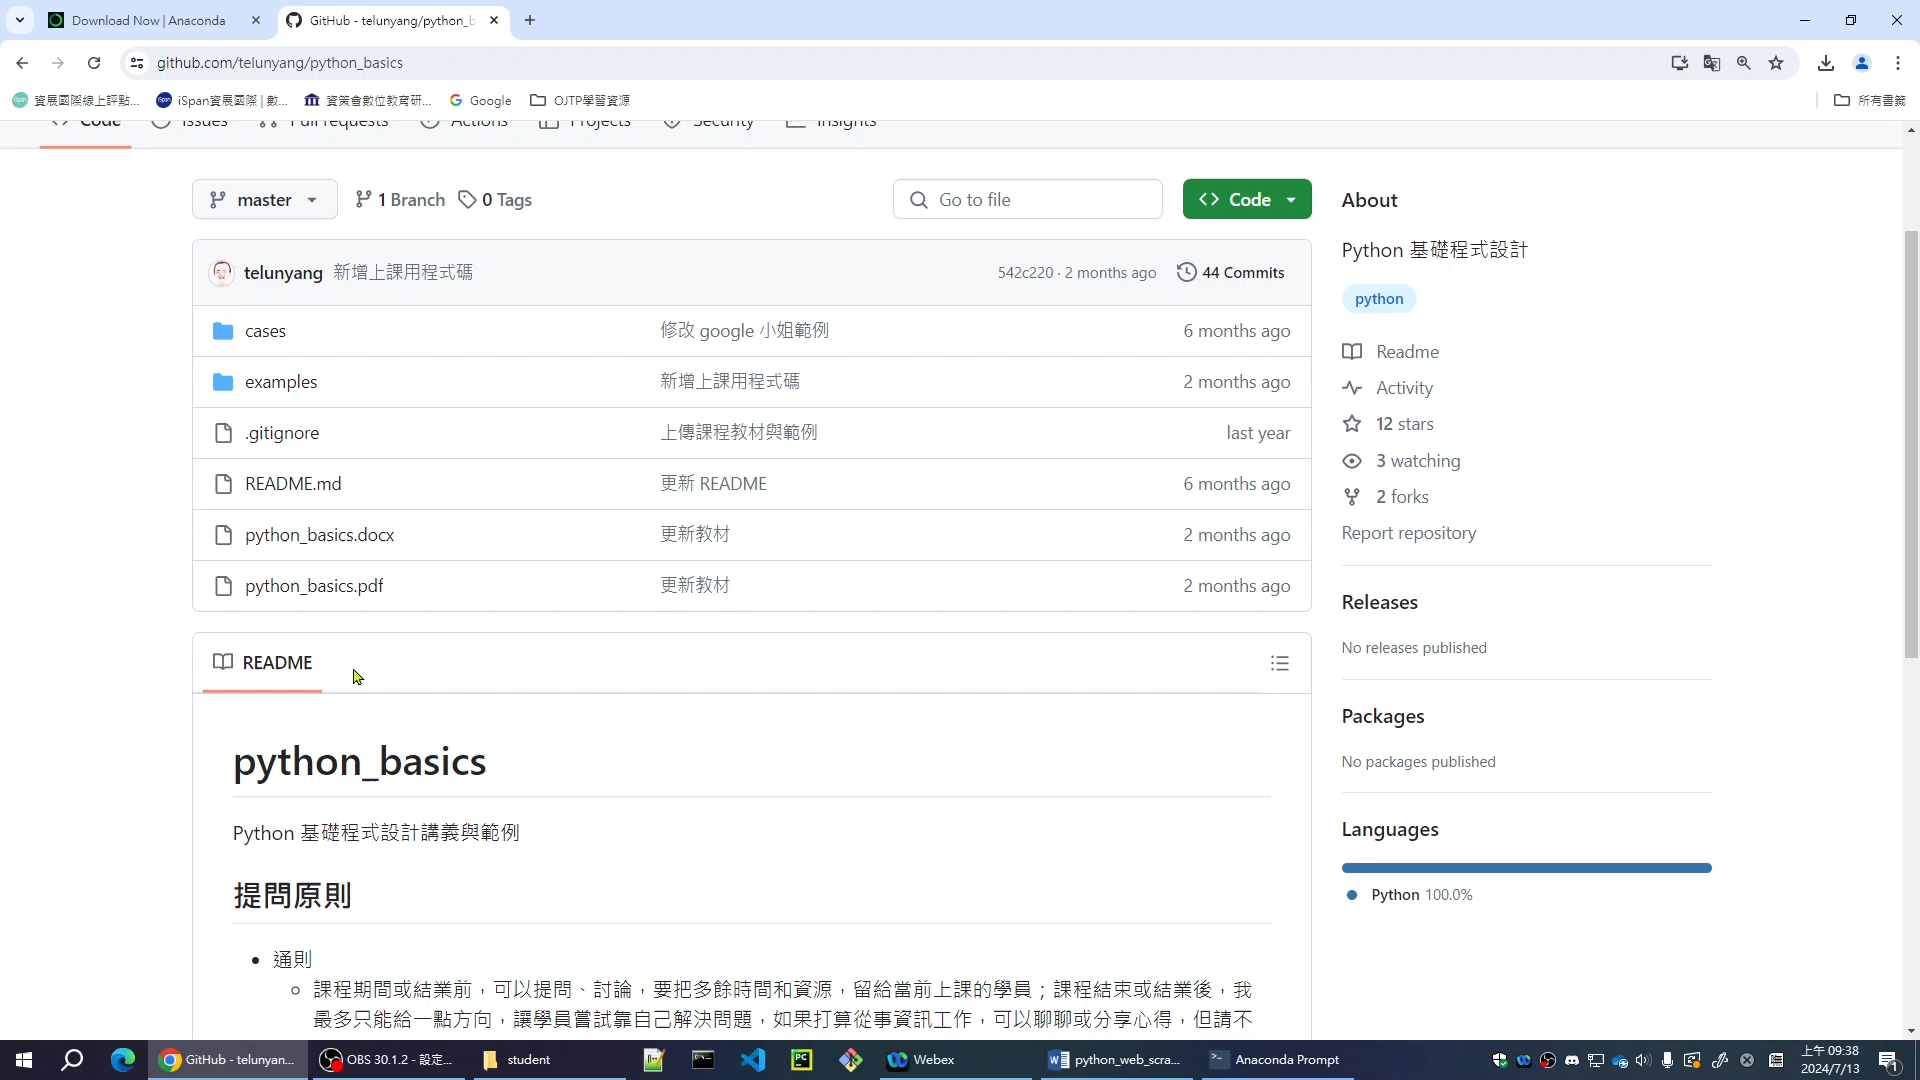 Download Now | Anaconda
GitHub - telunyang/python_b
github.com/telunyang/python_basics
資展國際線上評點...
iSpan資展國際 | 數...
資策會數位教育研...
Google
OJTP學習資源
所有書籤
Code
Issues
Pull requests
Actions
Projects
Security
Insights
master
1 Branch
0 Tags
Go to file
Code
telunyang 新增上課用程式碼
542c220 · 2 months ago
44 Commits
cases
修改 google 小姐範例
6 months ago
examples
新增上課用程式碼
2 months ago
.gitignore
上傳課程教材與範例
last year
README.md
更新 README
6 months ago
python_basics.docx
更新教材
2 months ago
python_basics.pdf
更新教材
2 months ago
README
python_basics
Python 基礎程式設計講義與範例
提問原則
通則
課程期間或結業前，可以提問、討論，要把多餘時間和資源，留給當前上課的學員；課程結束或結業後，我
最多只能給一點方向，讓學員嘗試靠自己解決問題，如果打算從事資訊工作，可以聊聊或分享心得，但請不
About
Python 基礎程式設計
python
Readme
Activity
12 stars
3 watching
2 forks
Report repository
Releases
No releases published
Packages
No packages published
Languages
Python 100.0%
GitHub - telunyan...
OBS 30.1.2 - 設定...
student
Webex
python_web_scra...
Anaconda Prompt
上午 09:38
2024/7/13
1